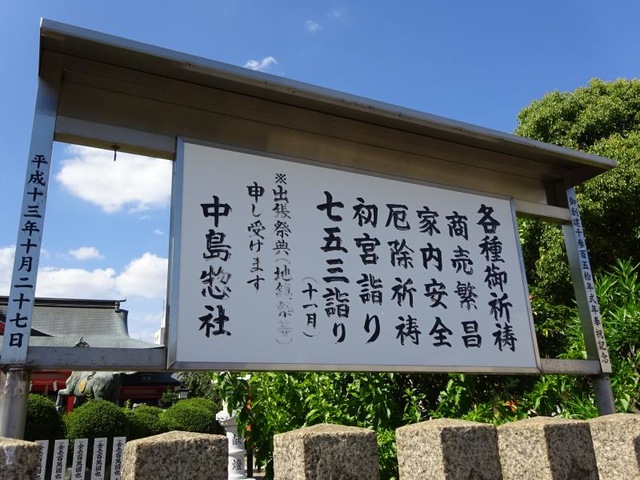 各種御祈祷
商売繁昌
家内安全
厄除祈祷
初宮詣り
七五三詣り
(十一月)
※出張祭典(地鎮祭等)
申し受けます
中島惣社
平成十三年十月二十七日